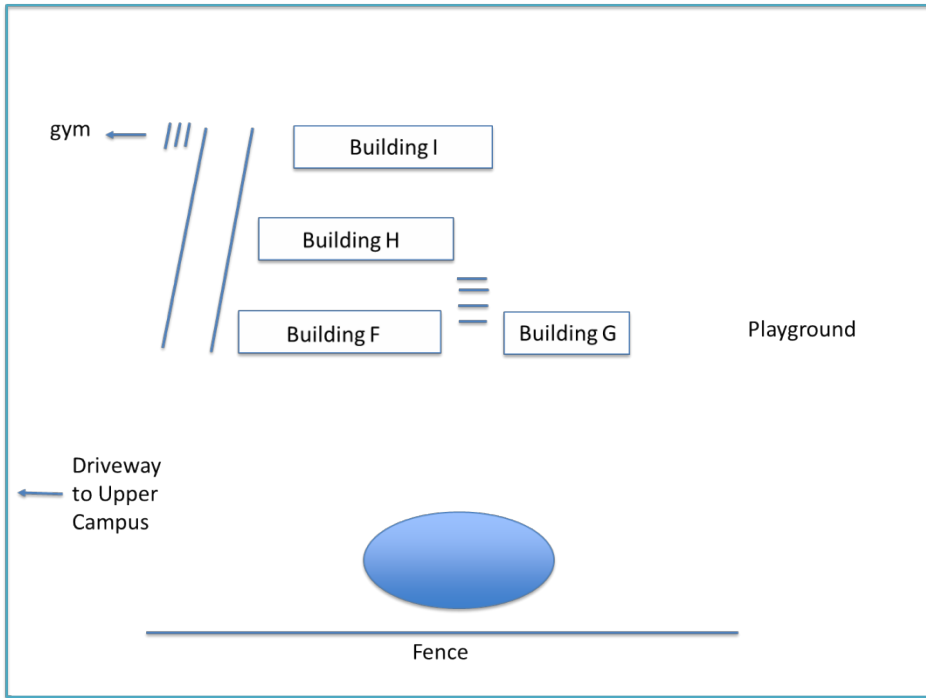 gym
Building I
Building H
Building F
Building G
Playground
Driveway
to Upper
Campus
Fence